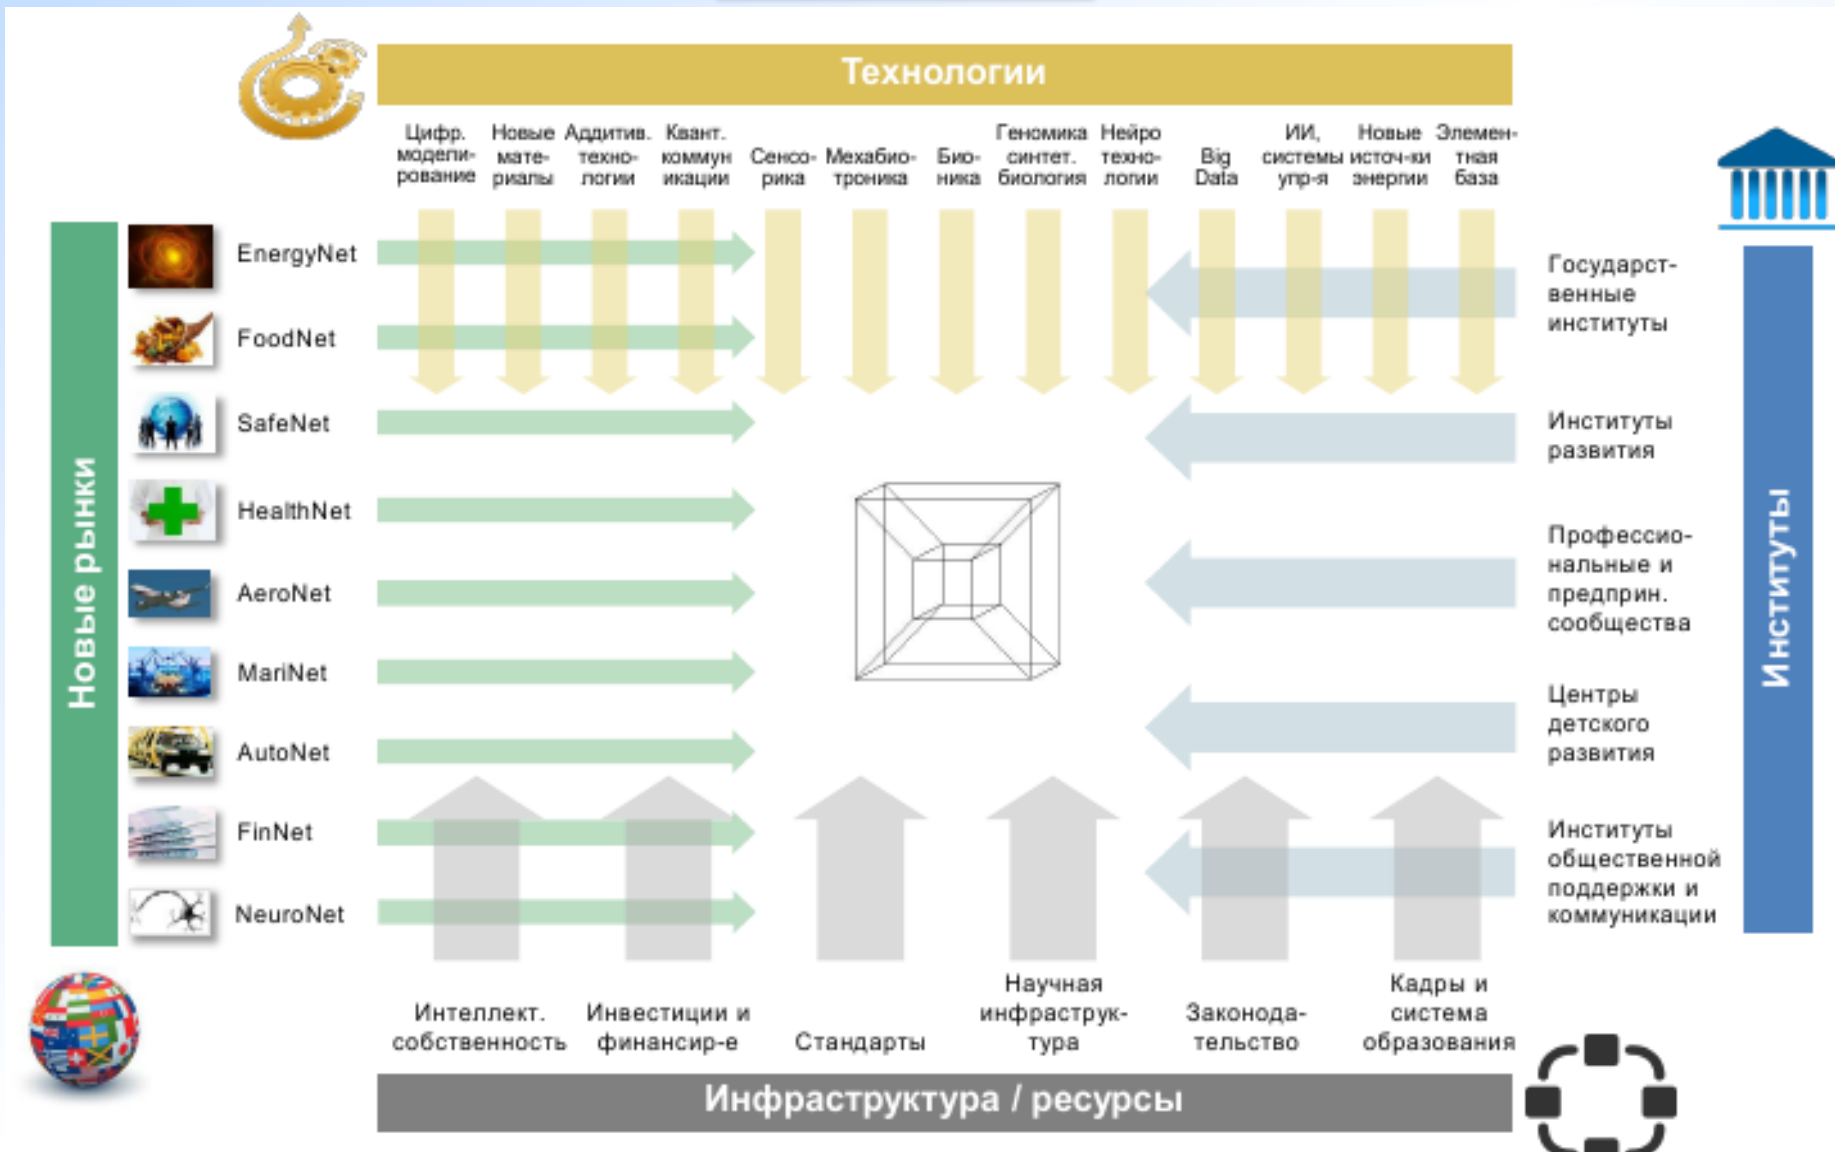 Технологии
Цифр.
модели-
рование
Новые
мате-
риалы
Аддитив.
техно-
логии
Квант.
коммун
икации
Сенсо-
рика
Мехабио-
троника
Био-
ника
Геномика
синтет.
биология
Нейро
техно-
логии
Big
Data
ИИ,
системы
упр-я
Новые
источ-ки
энергии
Элемен-
тная
база
Новые рынки
EnergyNet
FoodNet
SafeNet
HealthNet
AeroNet
MariNet
AutoNet
FinNet
NeuroNet
Государст-
венные
институты
Институты
развития
Профессио-
нальные и
предприн.
сообщества
Центры
детского
развития
Институты
общественной
поддержки и
коммуникации
Институты
Интеллект.
собственность
Инвестиции и
финансир-е
Стандарты
Научная
инфраструк-
тура
Законода-
тельство
Кадры и
система
образования
Инфраструктура / ресурсы